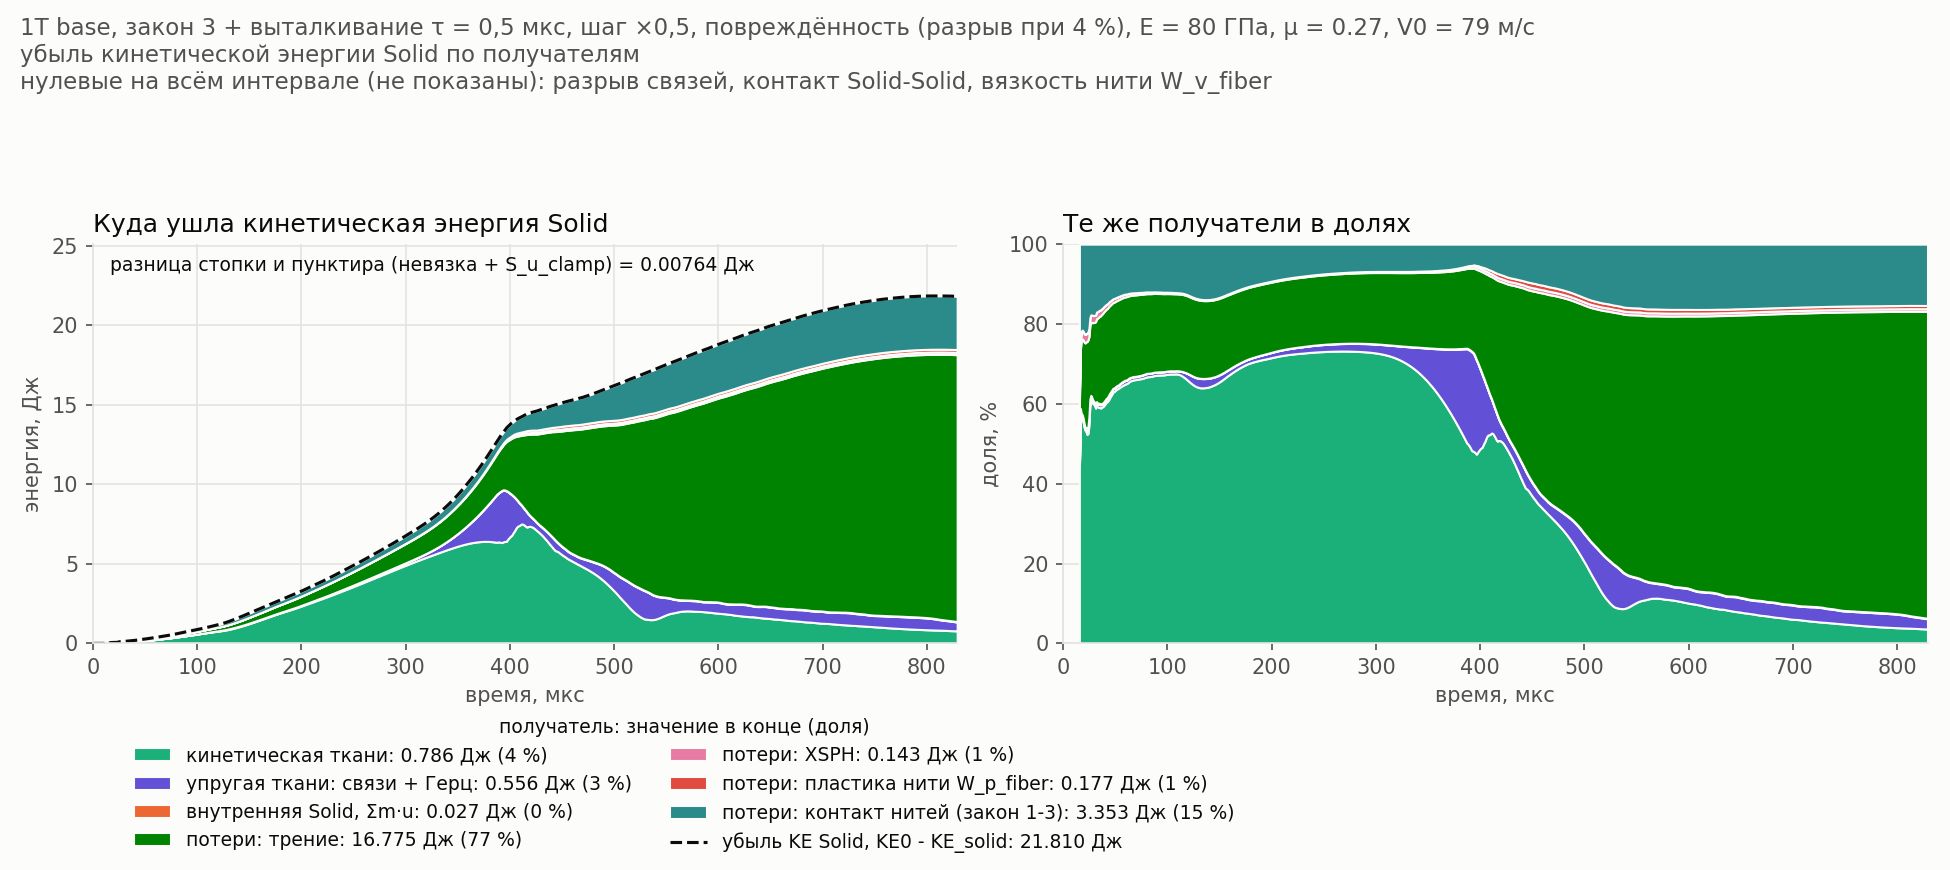 1T base, закон 3 + выталкивание τ = 0,5 мкс, шаг ×0,5, повреждённость (разрыв при 4 %), E = 80 ГПа, μ = 0.27, V0 = 79 м/с
убыль кинетической энергии Solid по получателям
нулевые на всём интервале (не показаны): разрыв связей, контакт Solid-Solid, вязкость нити W_v_fiber
Куда ушла кинетическая энергия Solid
разница стопки и пунктира (невязка + S_u_clamp) = 0.00764 Дж
энергия, Дж
25
20
15
10
5
0
0 100 200 300 400 500 600 700 800
время, мкс
Те же получатели в долях
доля, %
100
80
60
40
20
0
0 100 200 300 400 500 600 700 800
время, мкс
получатель: значение в конце (доля)
кинетическая ткани: 0.786 Дж (4 %)
упругая ткани: связи + Герц: 0.556 Дж (3 %)
внутренняя Solid, Σm·u: 0.027 Дж (0 %)
потери: трение: 16.775 Дж (77 %)
потери: XSPH: 0.143 Дж (1 %)
потери: пластика нити W_p_fiber: 0.177 Дж (1 %)
потери: контакт нитей (закон 1-3): 3.353 Дж (15 %)
убыль KE Solid, KE0 - KE_solid: 21.810 Дж